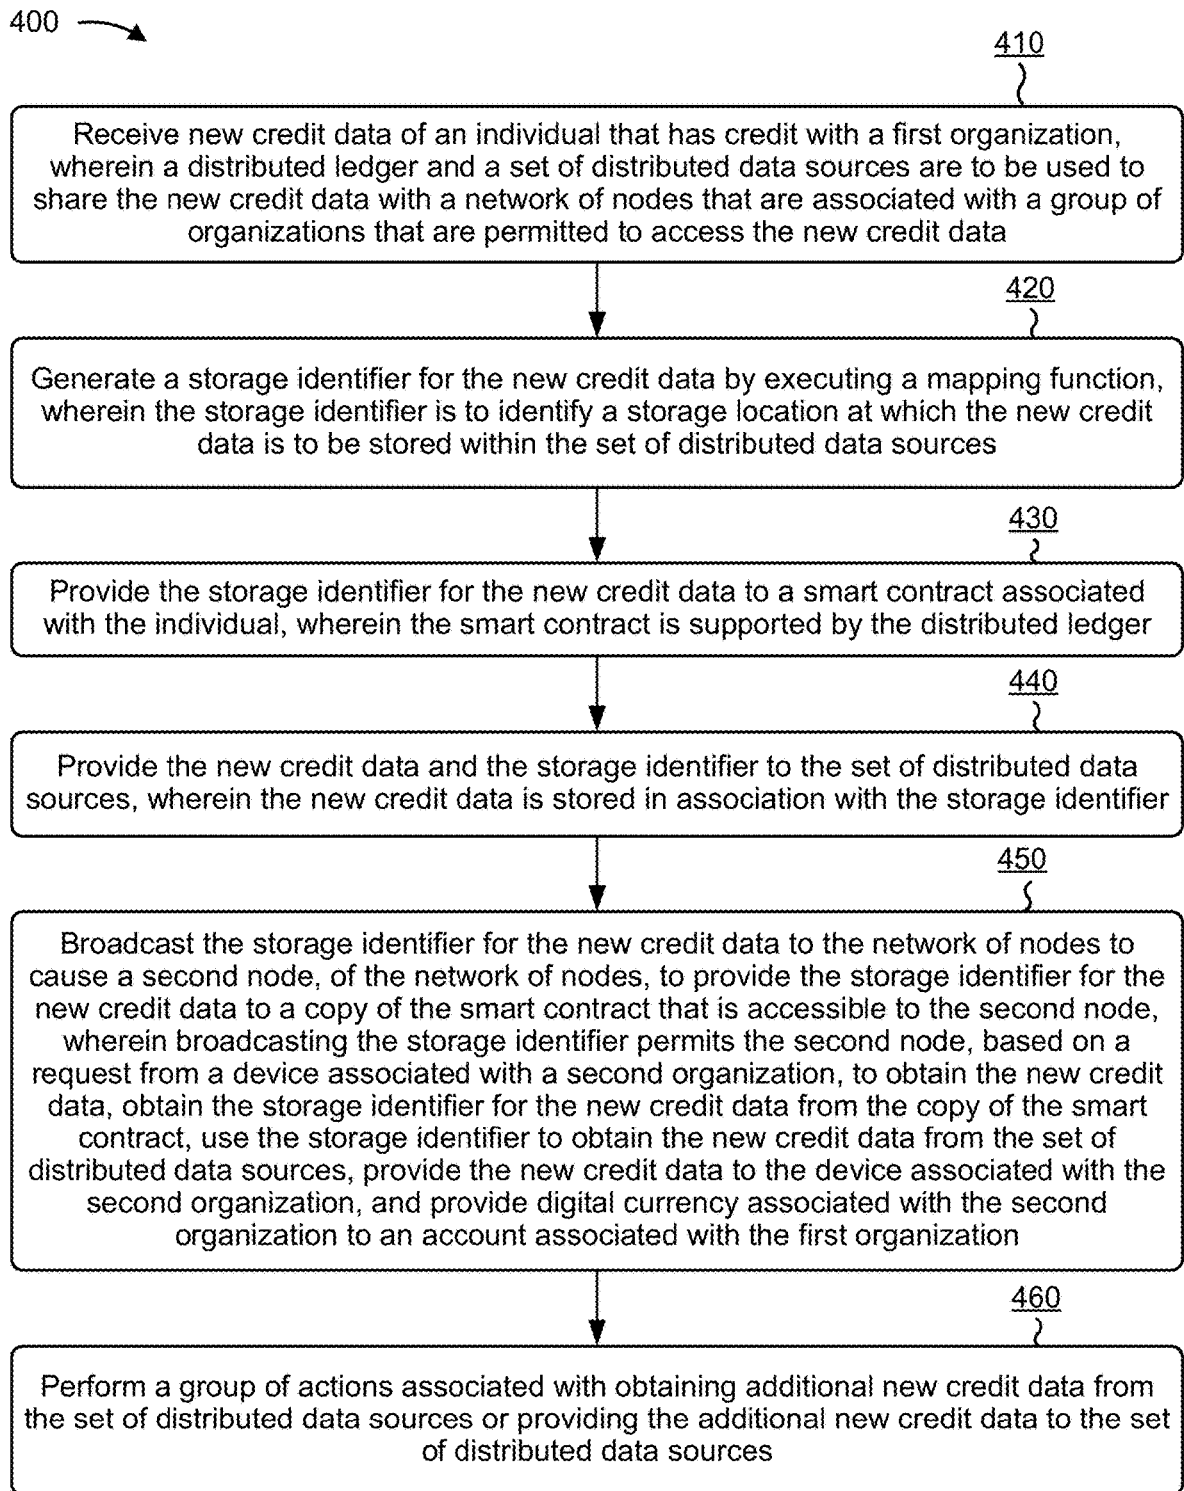 400
410
Receive new credit data of an individual that has credit with a first organization,
wherein a distributed ledger and a set of distributed data sources are to be used to
share the new credit data with a network of nodes that are associated with a group of
organizations that are permitted to access the new credit data
420
Generate a storage identifier for the new credit data by executing a mapping function,
wherein the storage identifier is to identify a storage location at which the new credit
data is to be stored within the set of distributed data sources
430
Provide the storage identifier for the new credit data to a smart contract associated
with the individual, wherein the smart contract is supported by the distributed ledger
440
Provide the new credit data and the storage identifier to the set of distributed data
sources, wherein the new credit data is stored in association with the storage identifier
450
Broadcast the storage identifier for the new credit data to the network of nodes to
cause a second node, of the network of nodes, to provide the storage identifier for the
new credit data to a copy of the smart contract that is accessible to the second node,
wherein broadcasting the storage identifier permits the second node, based on a
request from a device associated with a second organization, to obtain the new credit
data, obtain the storage identifier for the new credit data from the copy of the smart
contract, use the storage identifier to obtain the new credit data from the set of
distributed data sources, provide the new credit data to the device associated with the
second organization, and provide digital currency associated with the second
organization to an account associated with the first organization
460
Perform a group of actions associated with obtaining additional new credit data from
the set of distributed data sources or providing the additional new credit data to the set
of distributed data sources